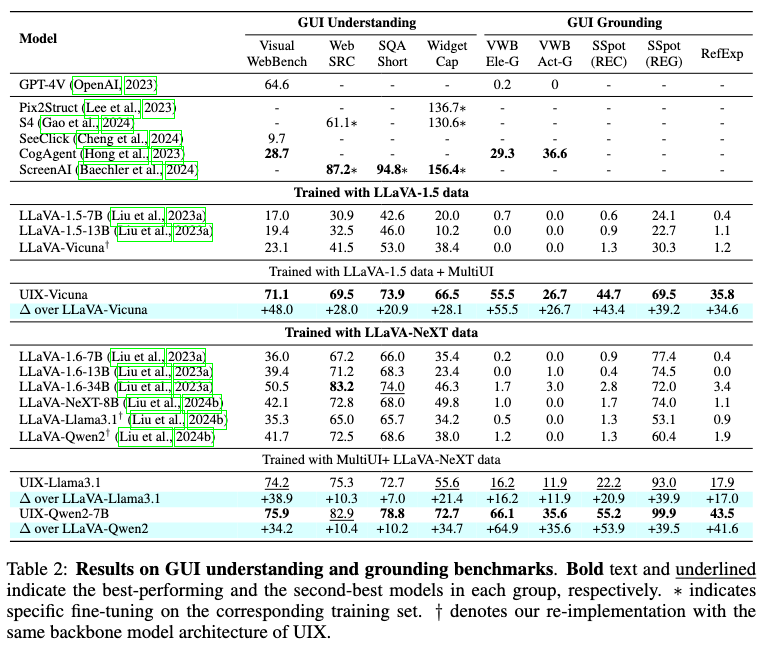 Model GUI Understanding GUI Grounding
Visual WebBench Web SRC SQA Short Widget Cap VWB Ele-G VWB Act-G SSpot (REC) SSpot (REG) RefExp
GPT-4V (OpenAI, 2023) 64.6 - - - 0.2 0 - - -
Pix2Struct (Lee et al., 2023) - - - 136.7∗ - - - - -
S4 (Gao et al., 2024) - 61.1∗ - 130.6∗ - - - - -
SeeClick (Cheng et al., 2024) 9.7 - - - - - - - -
CogAgent (Hong et al., 2023) 28.7 - - - 29.3 36.6 - - -
ScreenAI (Baechler et al., 2024) - 87.2∗ 94.8∗ 156.4∗ - - - - -
Trained with LLaVA-1.5 data
LLaVA-1.5-7B (Liu et al., 2023a) 17.0 30.9 42.6 20.0 0.7 0.0 0.6 24.1 0.4
LLaVA-1.5-13B (Liu et al., 2023a) 19.4 32.5 46.0 10.2 0.0 0.0 0.9 22.7 1.1
LLaVA-Vicuna† 23.1 41.5 53.0 38.4 0.0 0.0 1.3 30.3 1.2
Trained with LLaVA-1.5 data + MultiUI
UIX-Vicuna 71.1 69.5 73.9 66.5 55.5 26.7 44.7 69.5 35.8
Δ over LLaVA-Vicuna +48.0 +28.0 +20.9 +28.1 +55.5 +26.7 +43.4 +39.2 +34.6
Trained with LLaVA-NeXT data
LLaVA-1.6-7B (Liu et al., 2023a) 36.0 67.2 66.0 35.4 0.2 0.0 0.9 77.4 0.4
LLaVA-1.6-13B (Liu et al., 2023a) 39.4 71.2 68.3 23.4 0.0 1.0 0.4 74.5 0.0
LLaVA-1.6-34B (Liu et al., 2023a) 50.5 83.2 74.0 46.3 1.7 3.0 2.8 72.0 3.4
LLaVA-NeXT-8B (Liu et al., 2024b) 42.1 72.8 68.0 49.8 1.0 0.0 1.7 74.0 1.1
LLaVA-Llama3.1† (Liu et al., 2024b) 35.3 65.0 65.7 34.2 0.5 0.0 1.3 53.1 0.9
LLaVA-Qwen2† (Liu et al., 2024b) 41.7 72.5 68.6 38.0 1.2 0.0 1.3 60.4 1.9
Trained with MultiUI+ LLaVA-NeXT data
UIX-Llama3.1 74.2 75.3 72.7 55.6 16.2 11.9 22.2 93.0 17.9
Δ over LLaVA-Llama3.1 +38.9 +10.3 +7.0 +21.4 +16.2 +11.9 +20.9 +39.9 +17.0
UIX-Qwen2-7B 75.9 82.9 78.8 72.7 66.1 35.6 55.2 99.9 43.5
Δ over LLaVA-Qwen2 +34.2 +10.4 +10.2 +34.7 +64.9 +35.6 +53.9 +39.5 +41.6
Table 2: Results on GUI understanding and grounding benchmarks. Bold text and underlined
indicate the best-performing and the second-best models in each group, respectively. ∗ indicates
specific fine-tuning on the corresponding training set. † denotes our re-implementation with the
same backbone model architecture of UIX.